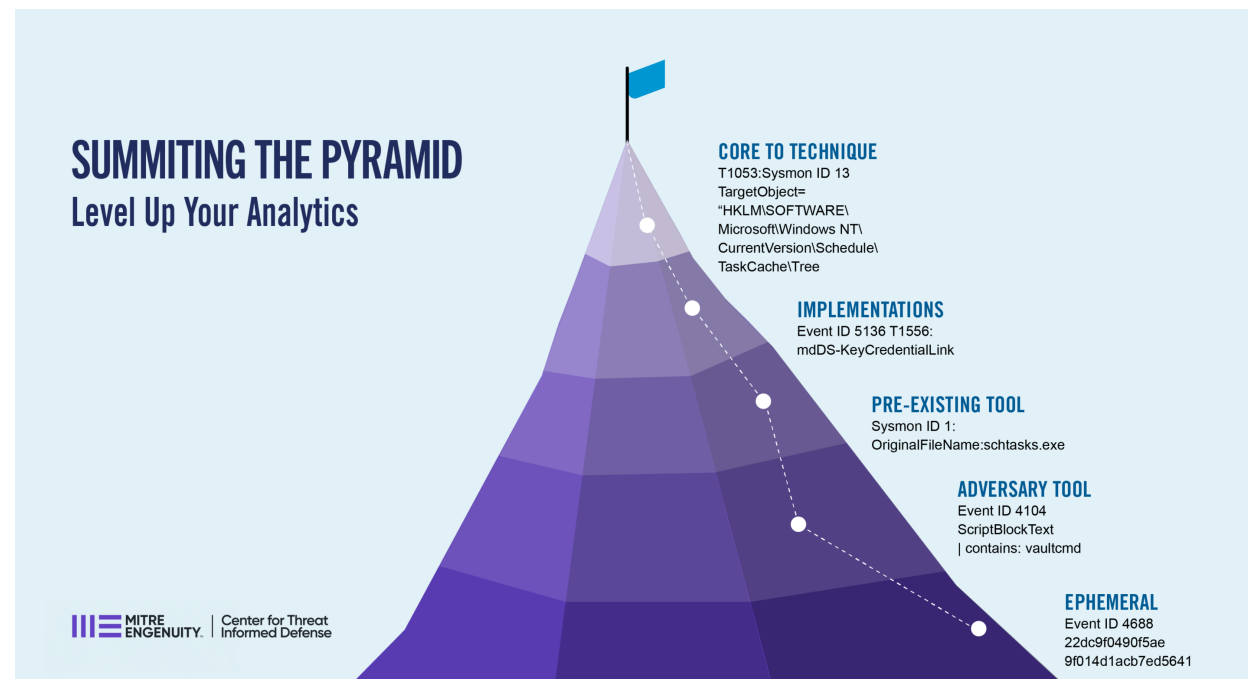 SUMMITING THE PYRAMID
Level Up Your Analytics
CORE TO TECHNIQUE
T1053:Sysmon ID 13
TargetObject=
“HKLM\SOFTWARE\
Microsoft\Windows NT\
CurrentVersion\Schedule\
TaskCache\Tree
IMPLEMENTATIONS
Event ID 5136 T1556:
mdDS-KeyCredentialLink
PRE-EXISTING TOOL
Sysmon ID 1:
OriginalFileName:schtasks.exe
ADVERSARY TOOL
Event ID 4104
ScriptBlockText
| contains: vaultcmd
EPHEMERAL
Event ID 4688
22dc9f0490f5ae
9f014d1acb7ed5641
MITRE
ENGENUITY™
Center for Threat
Informed Defense